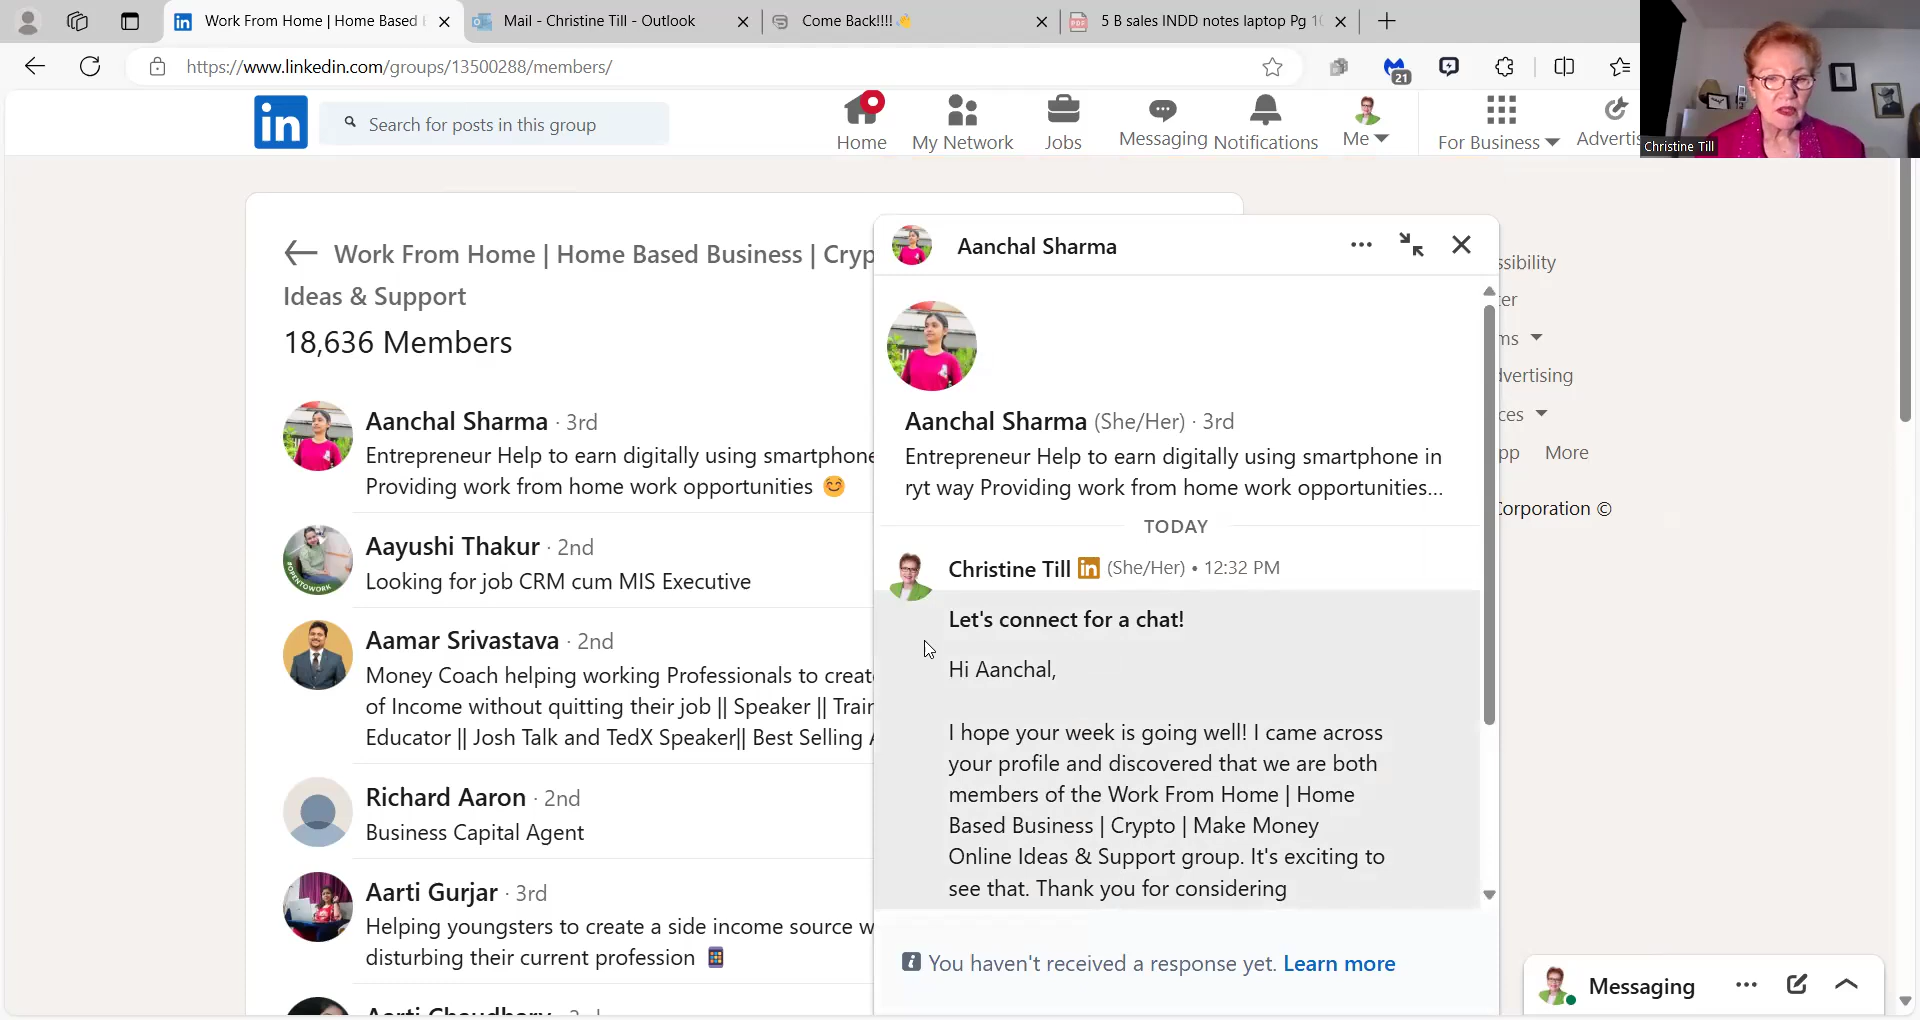 Work From Home | Home Based
Mail - Christine Till - Outlook
Come Back!!!! 👋
5 B sales INDD notes laptop Pg
https://www.linkedin.com/groups/13500288/members/
21
in
Search for posts in this group
Home
My Network
Jobs
Messaging
Notifications
Me
For Business
Christine Till
Work From Home | Home Based Business |
Ideas & Support
18,636 Members
Aanchal Sharma · 3rd
Entrepreneur Help to earn digitally using smartphone
Providing work from home work opportunities 😊
Aayushi Thakur · 2nd
Looking for job CRM cum MIS Executive
#OPENTOWORK
Aamar Srivastava · 2nd
Money Coach helping working Professionals to
of Income without quitting their job || Speaker ||
Educator || Josh Talk and TedX Speaker|| Best Selling
Richard Aaron · 2nd
Business Capital Agent
Aarti Gurjar · 3rd
Helping youngsters to create a side income source
disturbing their current profession
Aanchal Sharma
Aanchal Sharma (She/Her) · 3rd
Entrepreneur Help to earn digitally using smartphone in
ryt way Providing work from home work opportunities...
TODAY
Christine Till in (She/Her) • 12:32 PM
Let's connect for a chat!
Hi Aanchal,
I hope your week is going well! I came across
your profile and discovered that we are both
members of the Work From Home | Home
Based Business | Crypto | Make Money
Online Ideas & Support group. It's exciting to
see that. Thank you for considering
You haven't received a response yet. Learn more
More
©
Messaging